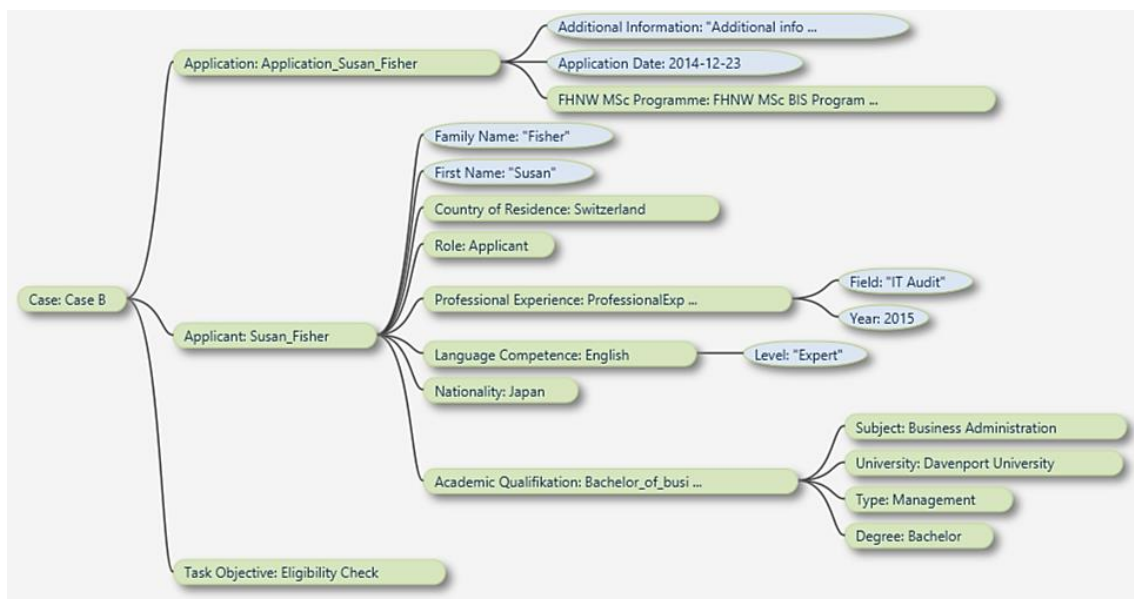 Case: Case B
Application: Application_Susan_Fisher
Additional Information: "Additional info ...
Application Date: 2014-12-23
FHNW MSc Programme: FHNW MSc BIS Program ...
Applicant: Susan_Fisher
Family Name: "Fisher"
First Name: "Susan"
Country of Residence: Switzerland
Role: Applicant
Professional Experience: ProfessionalExp ...
Field: "IT Audit"
Year: 2015
Language Competence: English
Level: "Expert"
Nationality: Japan
Academic Qualifikation: Bachelor_of_busi ...
Subject: Business Administration
University: Davenport University
Type: Management
Degree: Bachelor
Task Objective: Eligibility Check